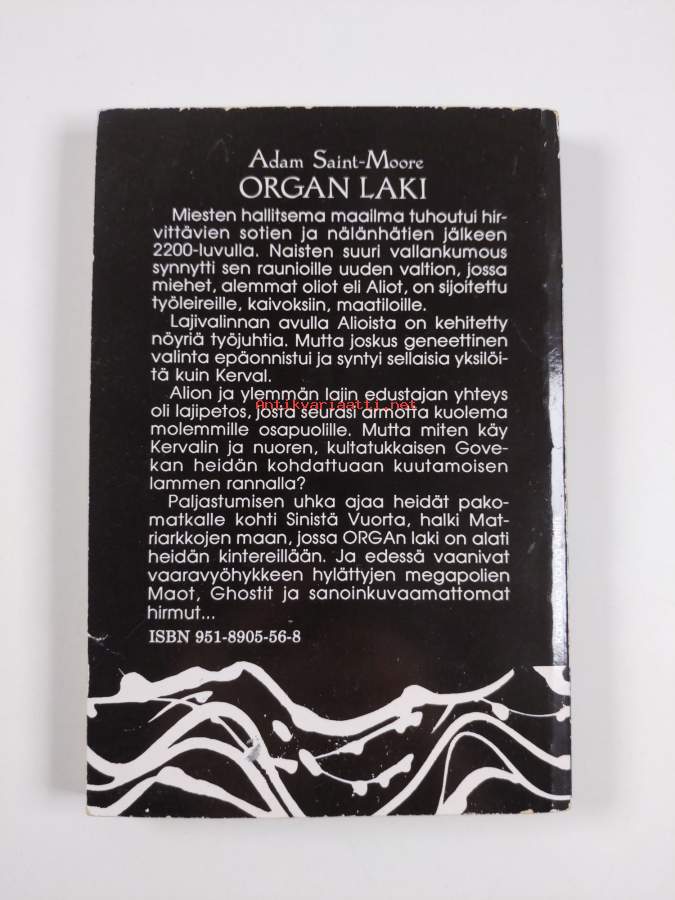 Adam Saint-Moore
ORGAN LAKI
Miesten hallitsema maailma tuhoutui hir-
vittävien sotien ja nälänhätien jälkeen
2200-luvulla. Naisten suuri vallankumous
synnytti sen raunioille uuden valtion, jossa
miehet, alemmat oliot eli Aliot, on sijoitettu
työleireille, kaivoksiin, maatiloille.
Lajivalinnan avulla Alioista on kehitetty
nöyriä työjuhtia. Mutta joskus geneettinen
valinta epäonnistui ja syntyi sellaisia yksilöi-
tä kuin Kerval.
Alion ja ylemmän lajin edustajan yhteys
Antikvariaatti.net
oli lajipetos, josta seurasi armotta kuolema
molemmille osapuolille. Mutta miten käy
Kervalin ja nuoren, kultatukkaisen Gove-
kan heidän kohdattuaan kuutamoisen
lammen rannalla?
Paljastumisen uhka ajaa heidät pako-
matkalle kohti Sinistä Vuorta, halki Mat-
riarkkojen maan, jossa ORGAn laki on alati
heidän kintereillään. Ja edessä vaanivat
vaaravyöhykkeen hylättyjen megapolien
Maot, Ghostit ja sanoinkuvaamattomat
hirmut...
ISBN 951-8905-56-8